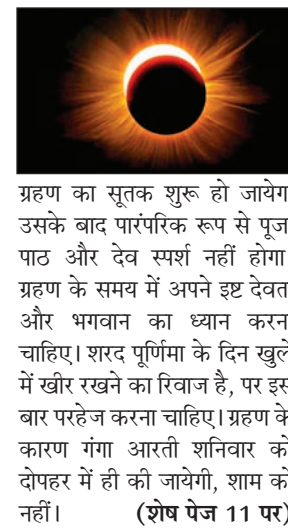 ग्रहण का सूतक शुरू हो जायेग
उसके बाद पारंपरिक रूप से पूज
पाठ और देव स्पर्श नहीं होगा
ग्रहण के समय में अपने इष्ट देवत
और भगवान का ध्यान करन
चाहिए। शरद पूर्णिमा के दिन खुले
में खीर रखने का रिवाज है, पर इस
बार परहेज करना चाहिए। ग्रहण के
कारण गंगा आरती शनिवार को
दोपहर में ही की जायेगी, शाम को
नहीं। (शेष पेज 11 पर)